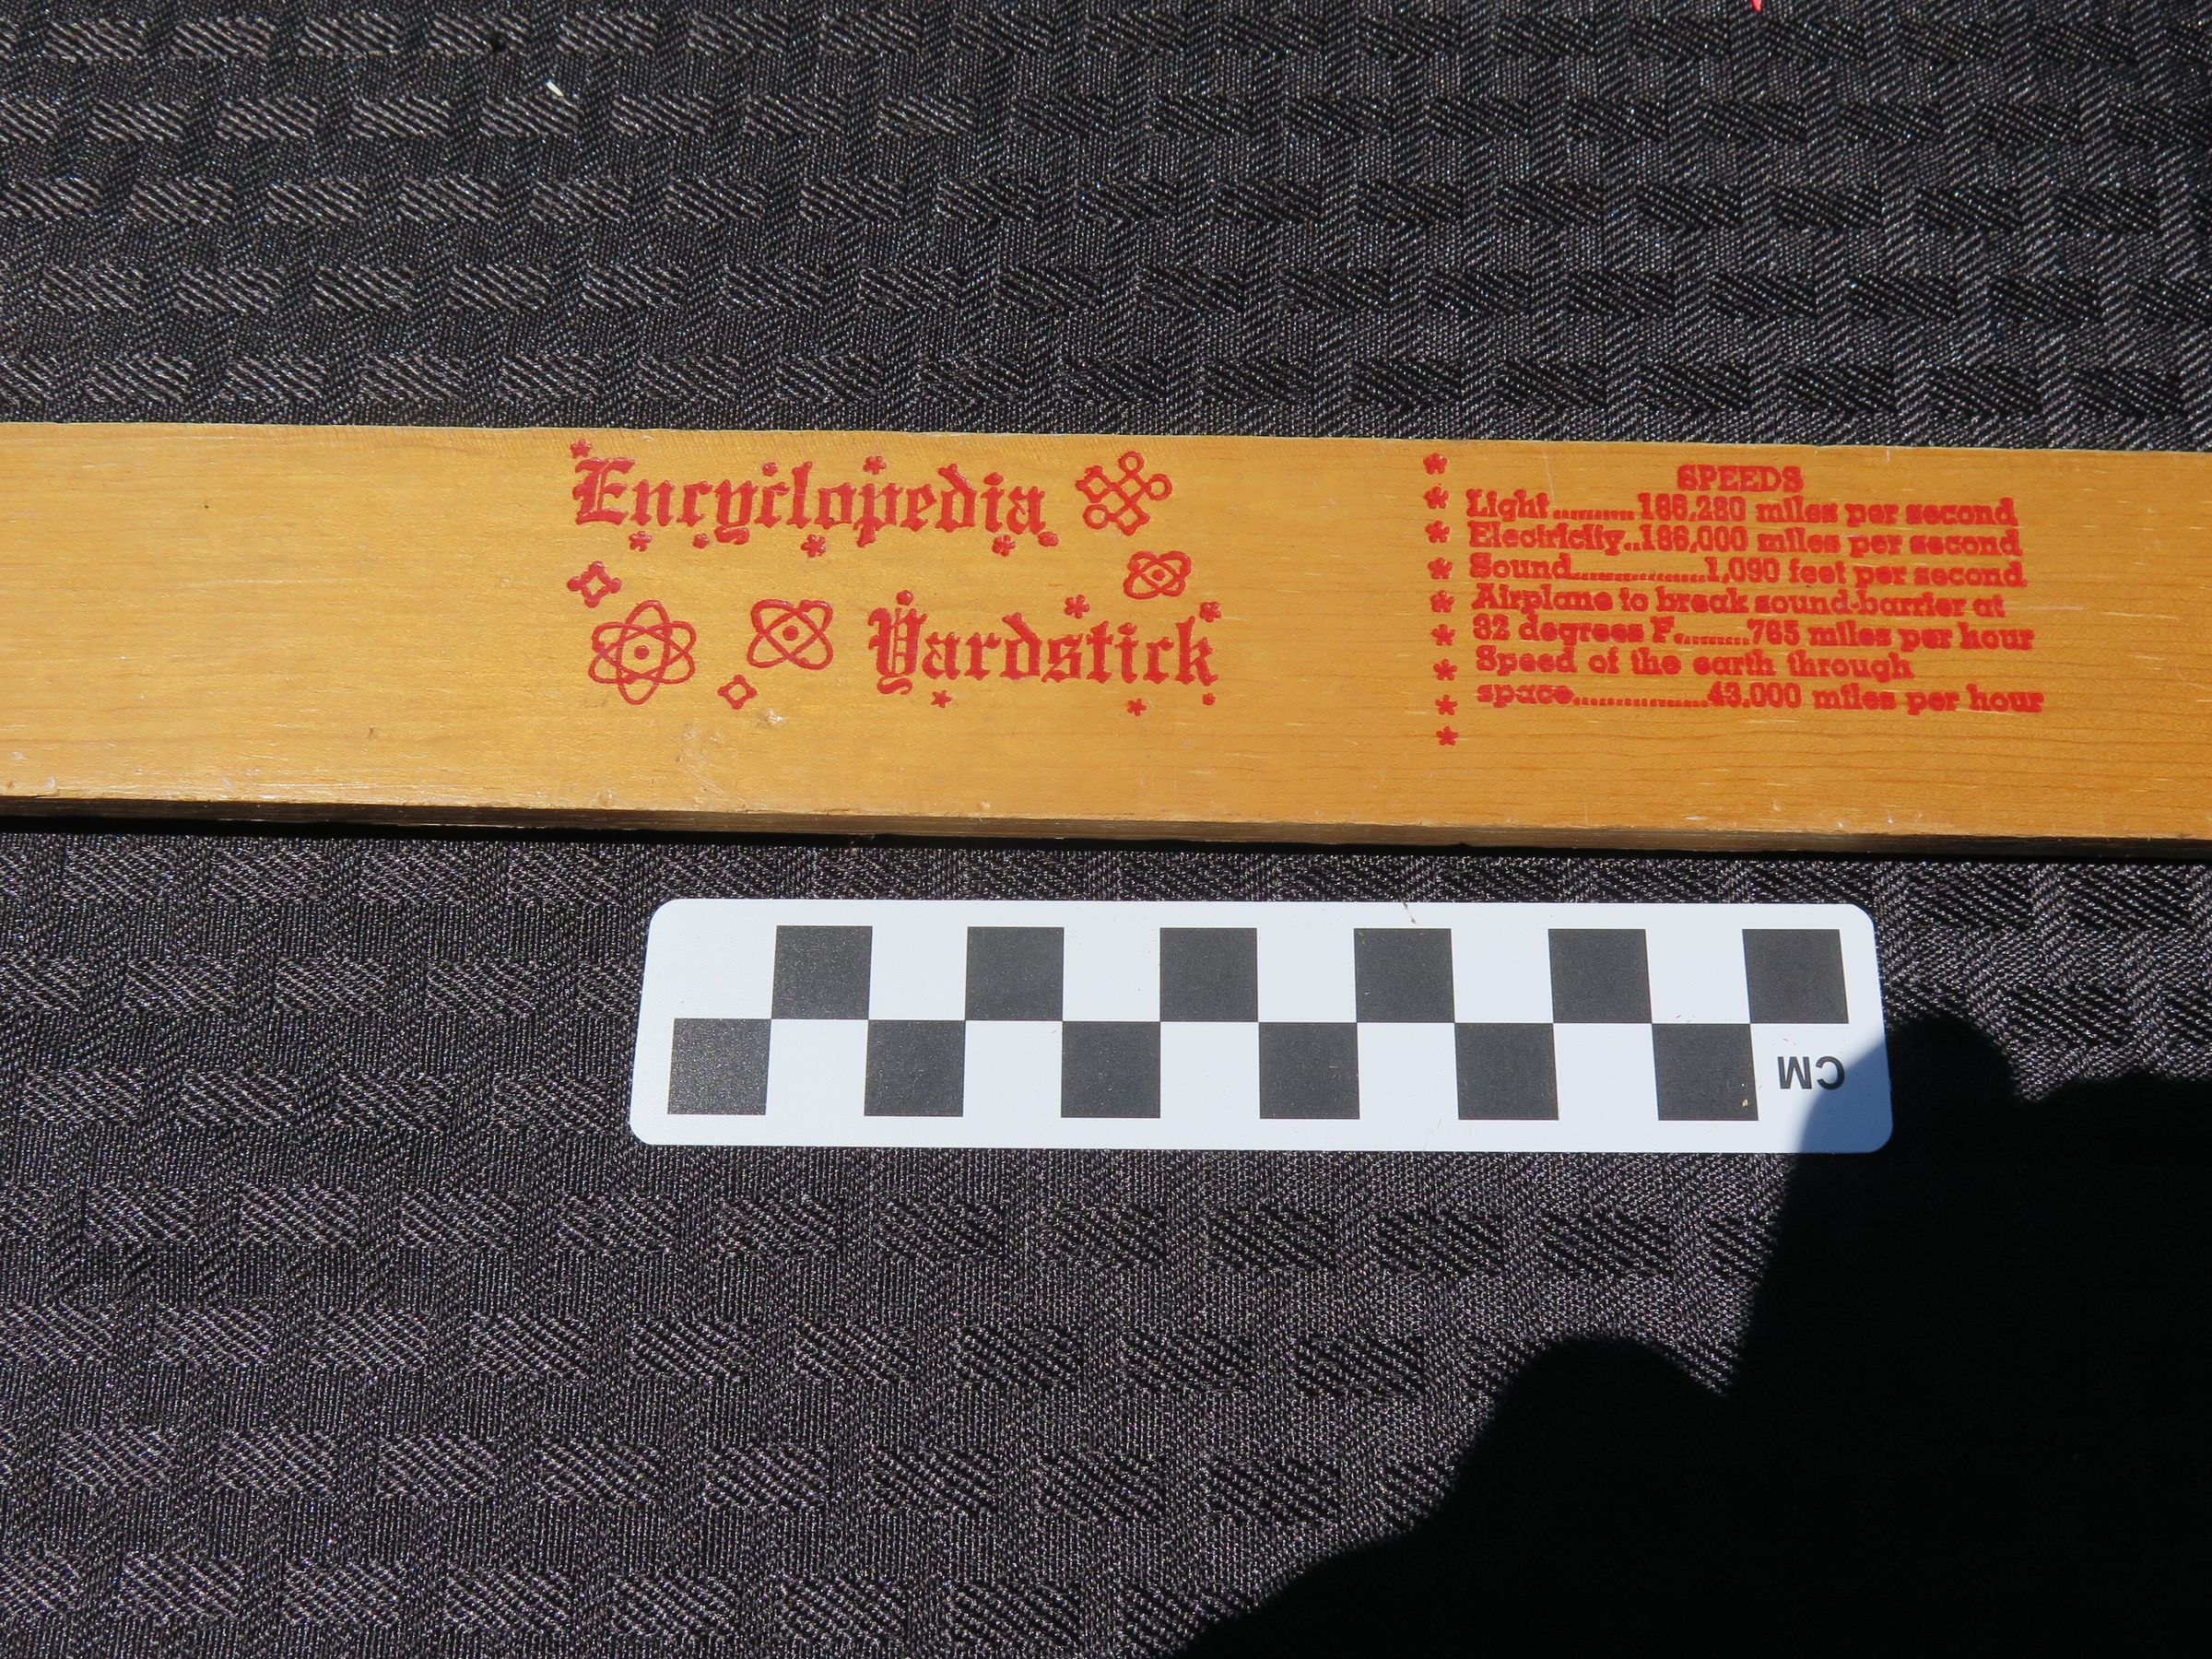 Encyclopedia
Yardstick
SPEEDS
Light..........186,280 miles per second
Electricity..186,000 miles per second
Sound.................1,090 feet per second
Airplane to break sound-barrier at
32 degrees F..........765 miles per hour
Speed of the earth through
space.................43.000 miles per hour
CM